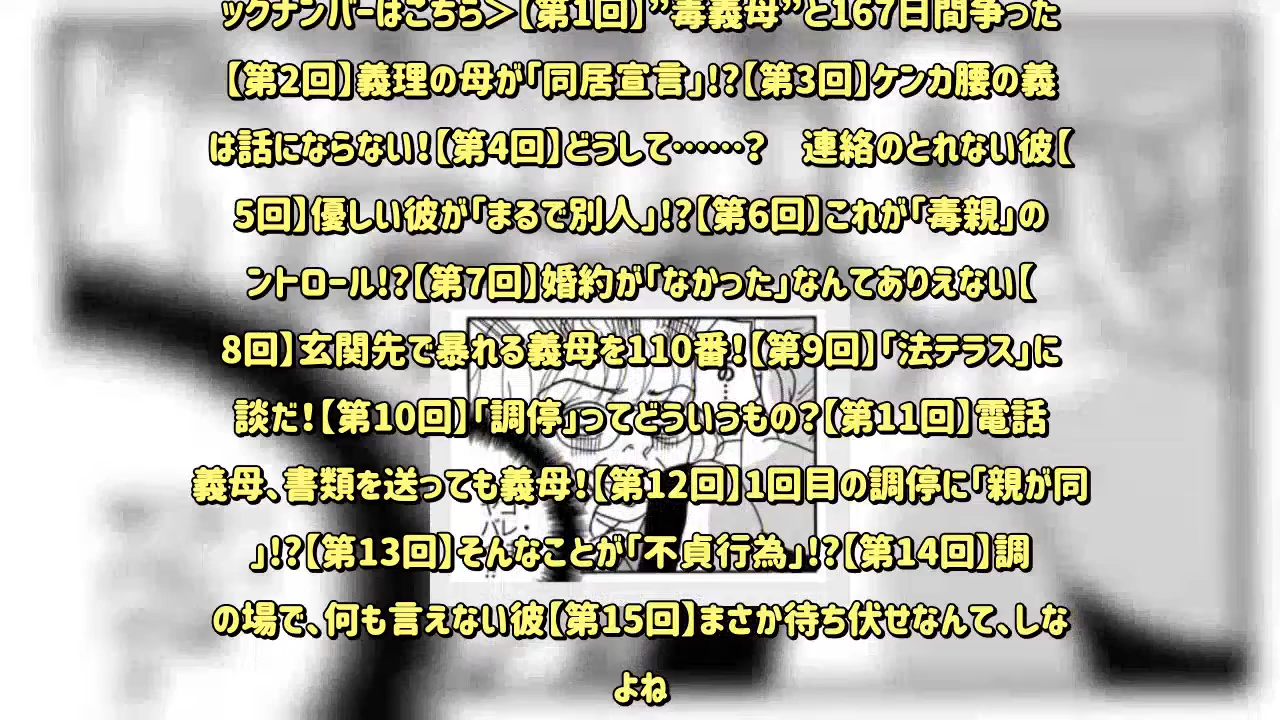 ックナンバーはこちら＞【第1回】”毒義母”と167日間争った
【第2回】義理の母が「同居宣言」!?【第3回】ケンカ腰の義
は話にならない！【第4回】どうして……？　連絡のとれない彼【
5回】優しい彼が「まるで別人」!?【第6回】これが「毒親」の
ントロール!?【第7回】婚約が「なかった」なんてありえない【
8回】玄関先で暴れる義母を110番！【第9回】「法テラス」に
談だ！【第10回】「調停」ってどういうもの？【第11回】電話
義母、書類を送っても義母！【第12回】1回目の調停に「親が同
」!?【第13回】そんなことが「不貞行為」!?【第14回】調
の場で、何も言えない彼【第15回】まさか待ち伏せなんて、しな
よね